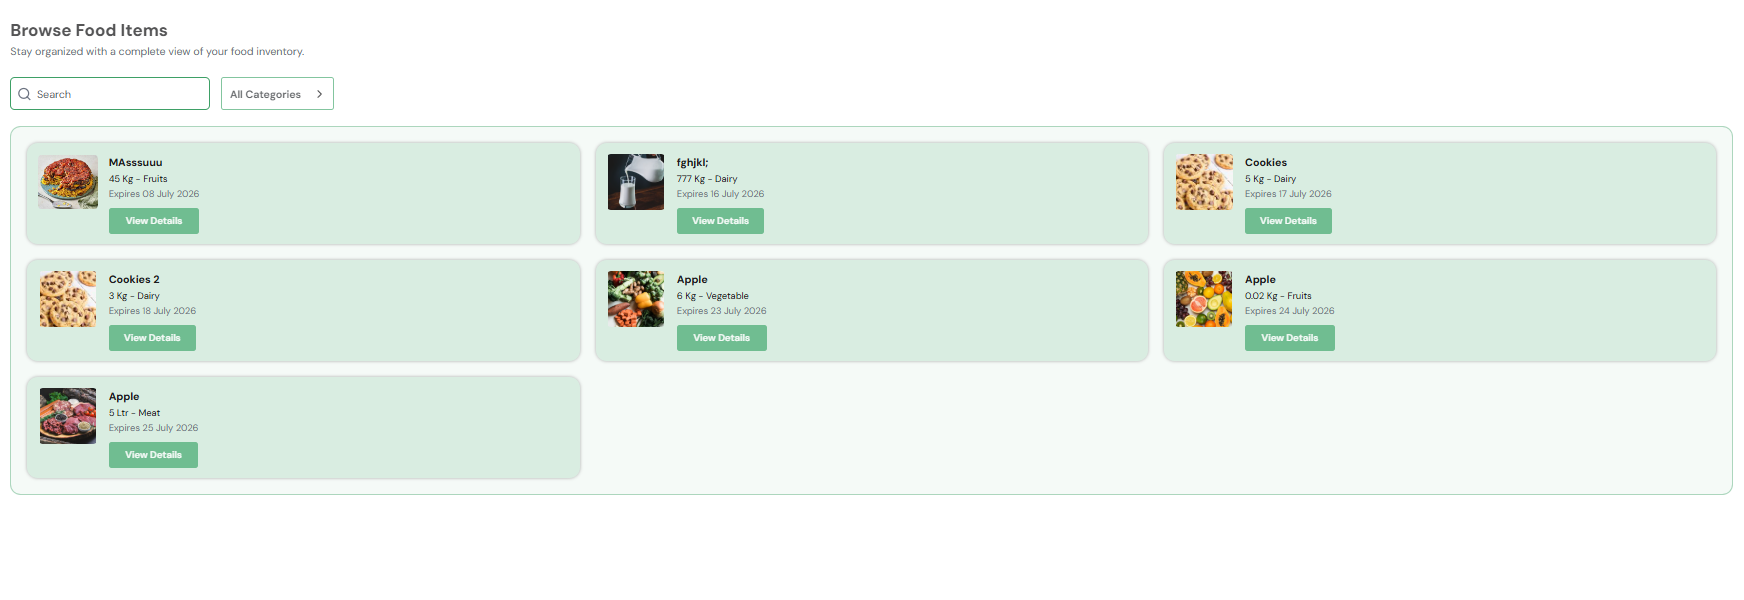 Browse Food Items
Stay organized with a complete view of your food inventory.
Search
All Categories
MAsssuuu
45 Kg - Fruits
Expires 08 July 2026
View Details
fghjkl;
777 Kg - Dairy
Expires 16 July 2026
View Details
Cookies
5 Kg - Dairy
Expires 17 July 2026
View Details
Cookies 2
3 Kg - Dairy
Expires 18 July 2026
View Details
Apple
6 Kg - Vegetable
Expires 23 July 2026
View Details
Apple
0.02 Kg - Fruits
Expires 24 July 2026
View Details
Apple
5 Ltr - Meat
Expires 25 July 2026
View Details